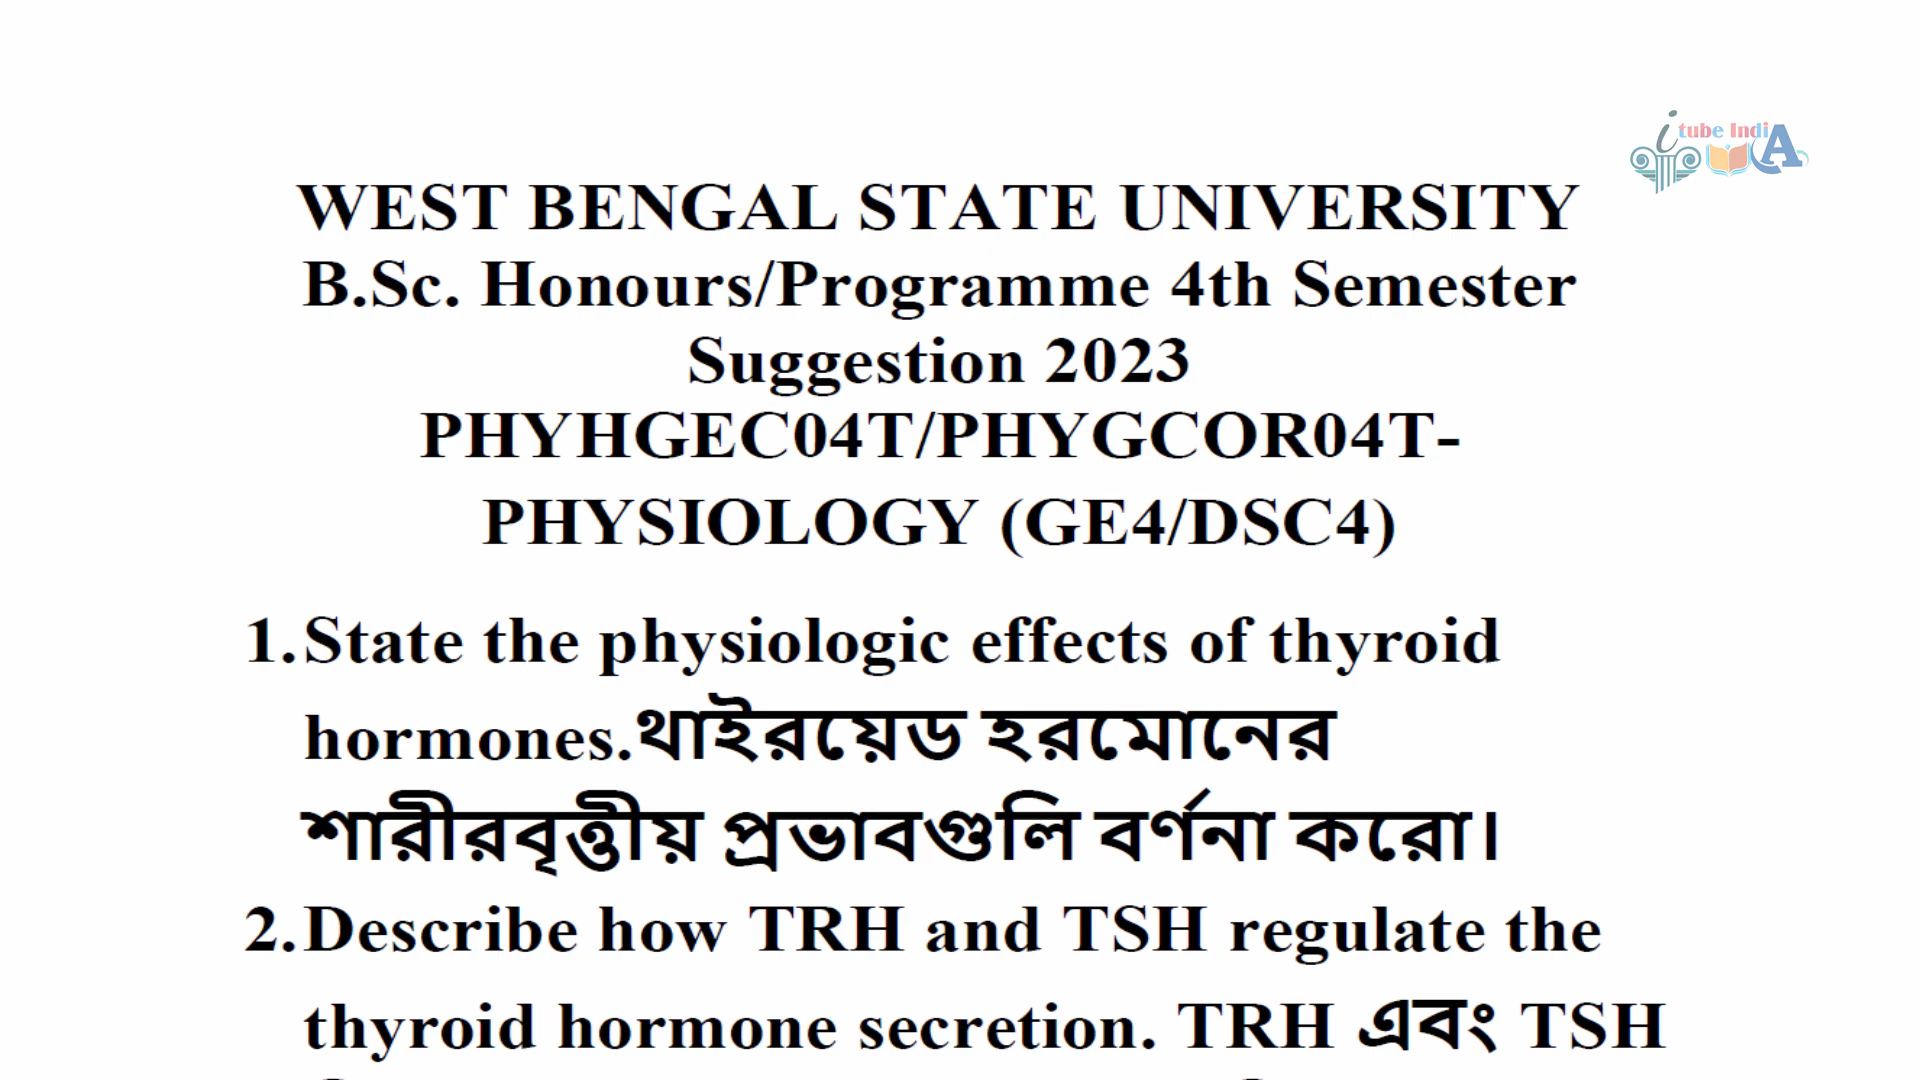 i tube IndiA
WEST BENGAL STATE UNIVERSITY
B.Sc. Honours/Programme 4th Semester
Suggestion 2023
PHYHGEC04T/PHYGCOR04T-
PHYSIOLOGY (GE4/DSC4)
1.State the physiologic effects of thyroid
hormones.থাইরয়েড হরমোনের
শারীরবৃত্তীয় প্রভাবগুলি বর্ণনা করো।
2.Describe how TRH and TSH regulate the
thyroid hormone secretion. TRH এবং TSH